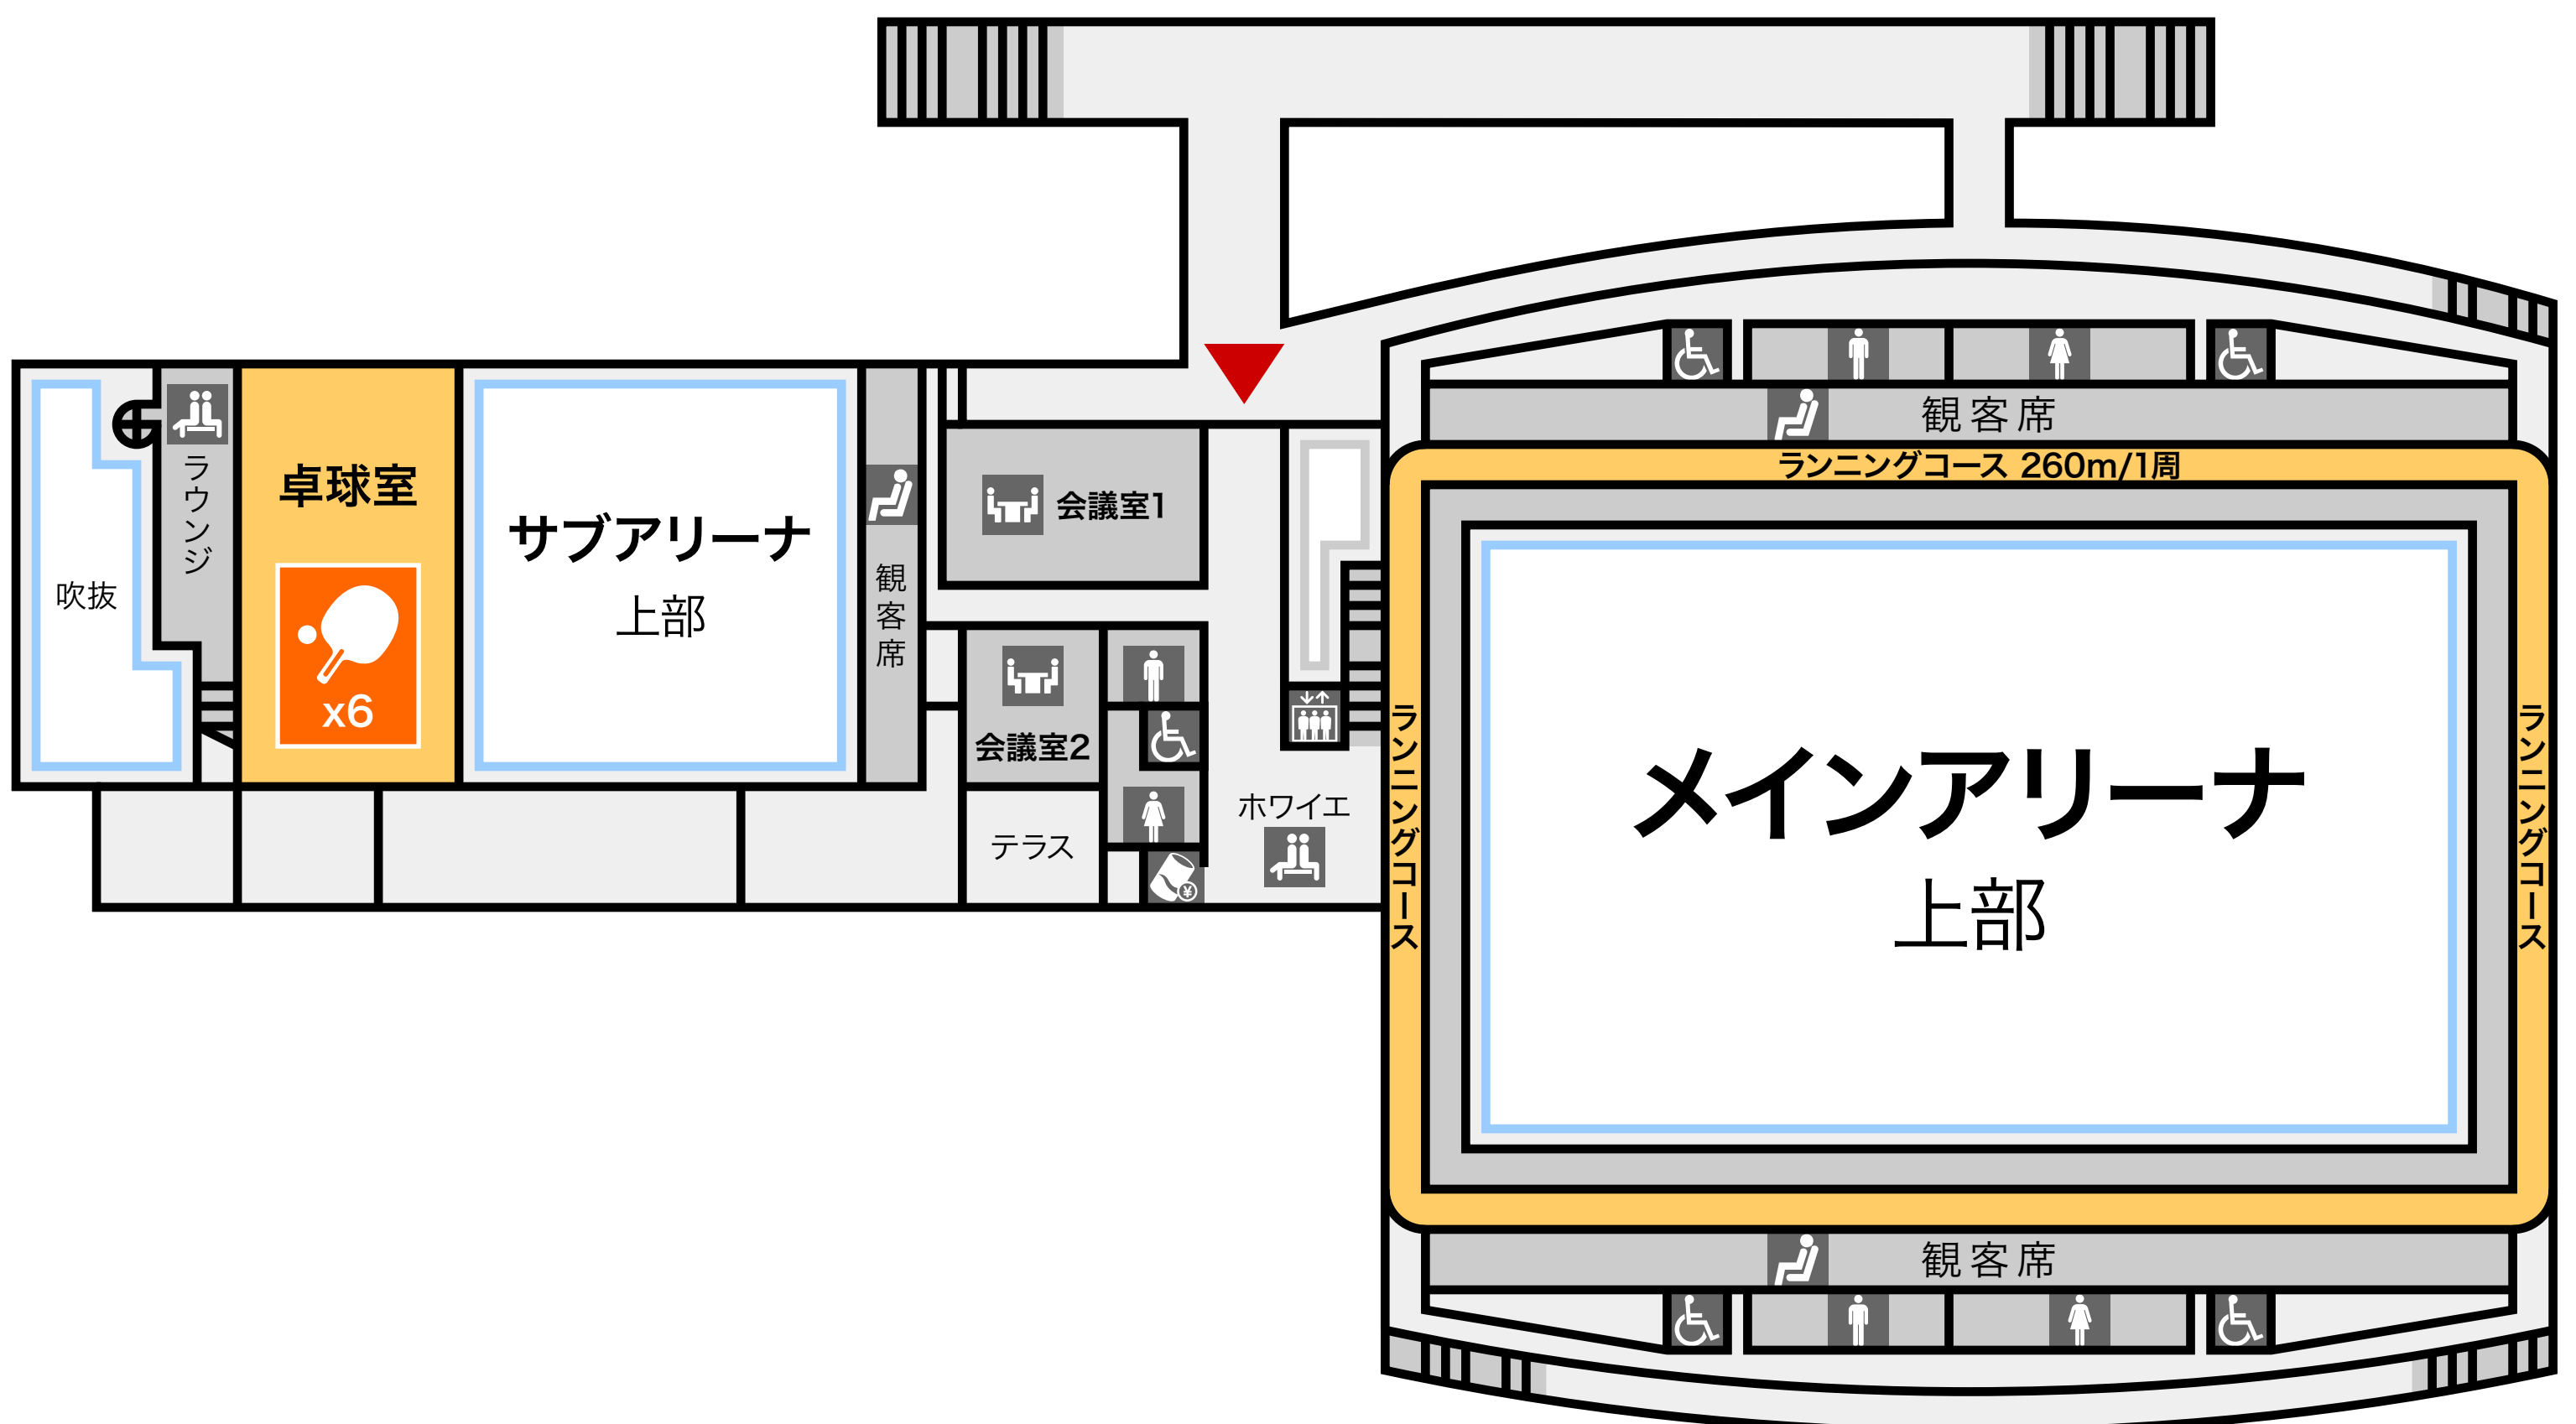 観客席
ランニングコース 260m/1周
ラウンジ
卓球室
x6
サブアリーナ
上部
吹抜
観客席
会議室1
会議室2
テラス
ホワイエ
¥
ランニングコース
メインアリーナ
上部
ランニングコース
観客席